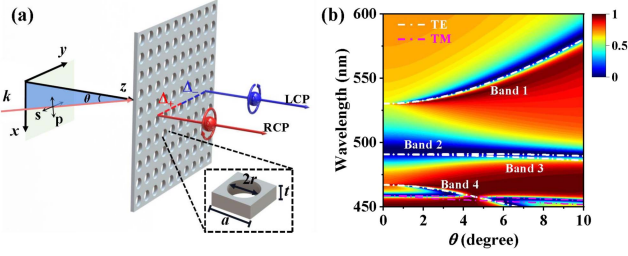 (a)
y
k
θ
z
s
p
x
Δ-
Δ+
LCP
RCP
2r
t
a
(b)
600
550
500
450
Wavelength (nm)
TE
TM
Band 1
Band 2
Band 3
Band 4
0 2 4 6 8 10
θ (degree)
1
0.5
0